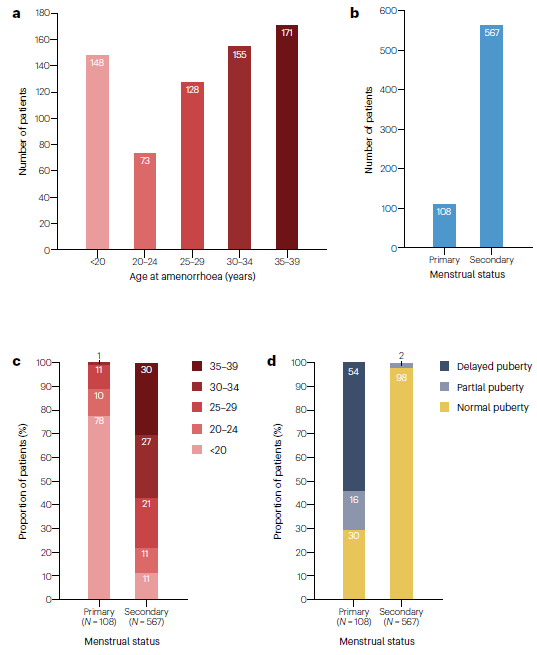 a
180
160
140
120
100
80
60
40
20
0
Number of patients
148
73
128
155
171
<20
20–24
25–29
30–34
35–39
Age at amenorrhoea (years)
b
600
500
400
300
200
100
0
Number of patients
108
567
Primary
Secondary
Menstrual status
c
100
90
80
70
60
50
40
30
20
10
0
Proportion of patients (%)
1
11
10
78
30
27
21
11
11
Primary
(N = 108)
Secondary
(N = 567)
Menstrual status
35–39
30–34
25–29
20–24
<20
d
100
90
80
70
60
50
40
30
20
10
0
Proportion of patients (%)
54
16
30
2
98
Primary
(N = 108)
Secondary
(N = 567)
Menstrual status
Delayed puberty
Partial puberty
Normal puberty